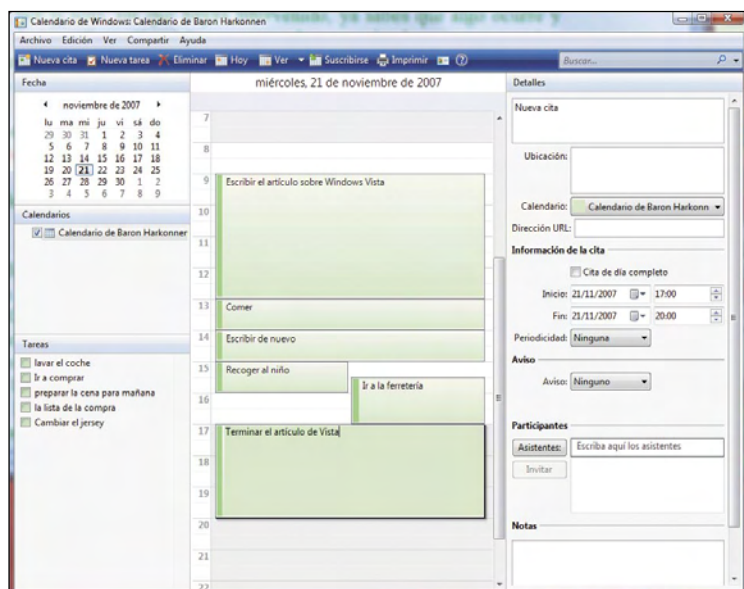 Calendario de Windows: Calendario de Baron Harkonnen
Archivo Edición Ver Compartir Ayuda
Nueva cita Nueva tarea Eliminar Hoy Ver Suscribirse Imprimir Buscar...
Fecha
noviembre de 2007
lu ma mi ju vi sá do
29 30 31 1 2 3 4
5 6 7 8 9 10 11
12 13 14 15 16 17 18
19 20 21 22 23 24 25
26 27 28 29 30 1 2
3 4 5 6 7 8 9
Calendarios
Calendario de Baron Harkonner
Tareas
lavar el coche
Ir a comprar
preparar la cena para mañana
la lista de la compra
Cambiar el jersey
miércoles, 21 de noviembre de 2007
7
8
9 Escribir el artículo sobre Windows Vista
10
11
12
13 Comer
14 Escribir de nuevo
15 Recoger al niño
Ir a la ferretería
16
17 Terminar el artículo de Vista
18
19
20
21
22
Detalles
Nueva cita
Ubicación:
Calendario: Calendario de Baron Harkonn
Dirección URL:
Información de la cita
Cita de día completo
Inicio: 21/11/2007 17:00
Fin: 21/11/2007 20:00
Periodicidad: Ninguna
Aviso
Aviso: Ninguno
Participantes
Asistentes: Escriba aquí los asistentes
Invitar
Notas